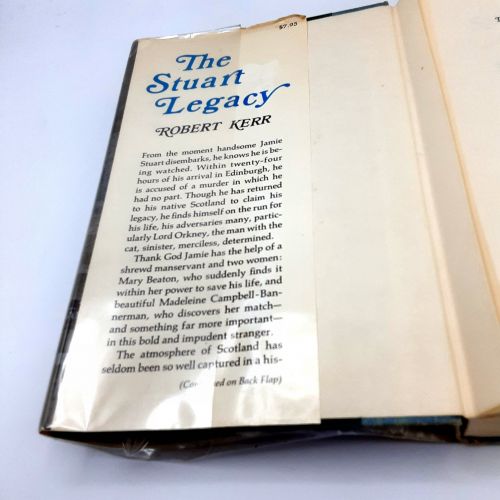 $7.95
The
Stuart
Legacy
ROBERT KERR
From the moment handsome Jamie
Stuart disembarks, he knows he is be-
ing watched. Within twenty-four
hours of his arrival in Edinburgh, he
is accused of a murder in which he
had no part. Though he has returned
to his native Scotland to claim his
legacy, he finds himself on the run for
his life, his adversaries many, partic-
ularly Lord Orkney, the man with the
cat, sinister, merciless, determined.
Thank God Jamie has the help of a
shrewd manservant and two women:
Mary Beaton, who suddenly finds it
within her power to save his life, and
beautiful Madeleine Campbell-Ban-
nerman, who discovers her match—
and something far more important—
in this bold and impudent stranger.
The atmosphere of Scotland has
seldom been so well captured in a his-
(Continued on Back Flap)